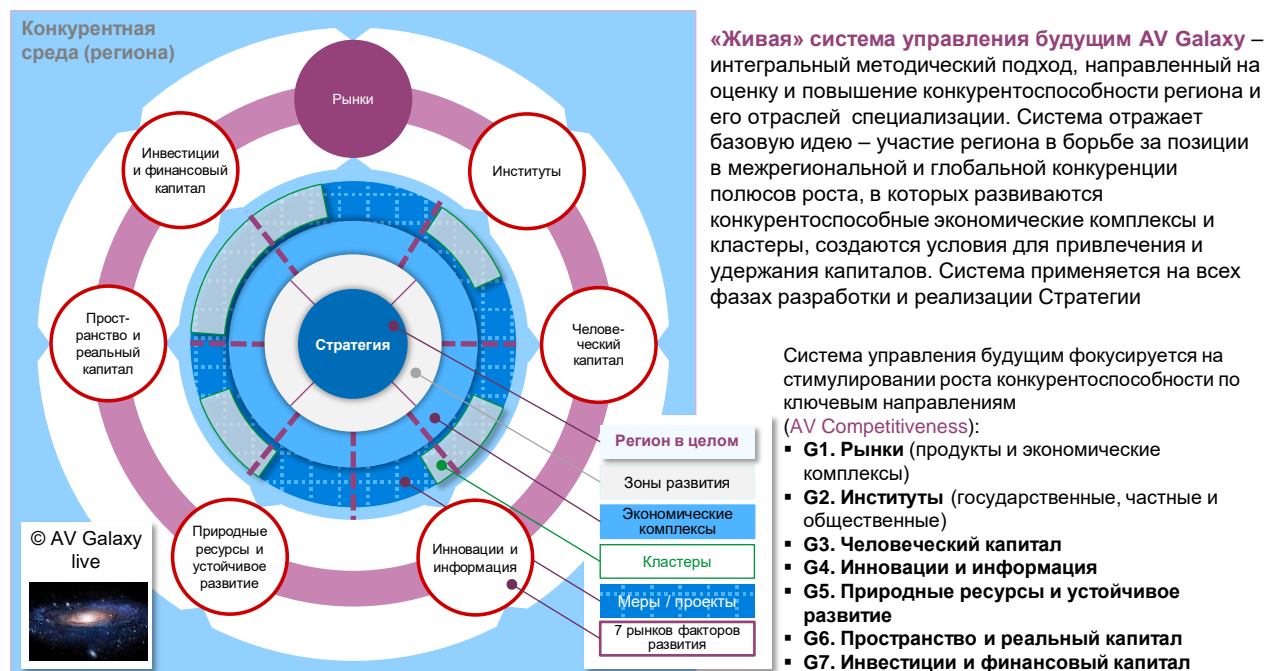 Конкурентная
среда (региона)
Рынки
Инвестиции
и финансовый
капитал
Институты
Прост-
ранство и
реальный
капитал
Стратегия
Челове-
ческий
капитал
Природные
ресурсы и
устойчивое
развитие
Инновации и
информация
© AV Galaxy
live
Регион в целом
Зоны развития
Экономические
комплексы
Кластеры
Меры / проекты
7 рынков факторов
развития
«Живая» система управления будущим AV Galaxy –
интегральный методический подход, направленный на
оценку и повышение конкурентоспособности региона и
его отраслей специализации. Система отражает
базовую идею – участие региона в борьбе за позиции
в межрегиональной и глобальной конкуренции
полюсов роста, в которых развиваются
конкурентоспособные экономические комплексы и
кластеры, создаются условия для привлечения и
удержания капиталов. Система применяется на всех
фазах разработки и реализации Стратегии
Система управления будущим фокусируется на
стимулировании роста конкурентоспособности по
ключевым направлениям
(AV Competitiveness):
▪ G1. Рынки (продукты и экономические
комплексы)
▪ G2. Институты (государственные, частные и
общественные)
▪ G3. Человеческий капитал
▪ G4. Инновации и информация
▪ G5. Природные ресурсы и устойчивое
развитие
▪ G6. Пространство и реальный капитал
▪ G7. Инвестиции и финансовый капитал